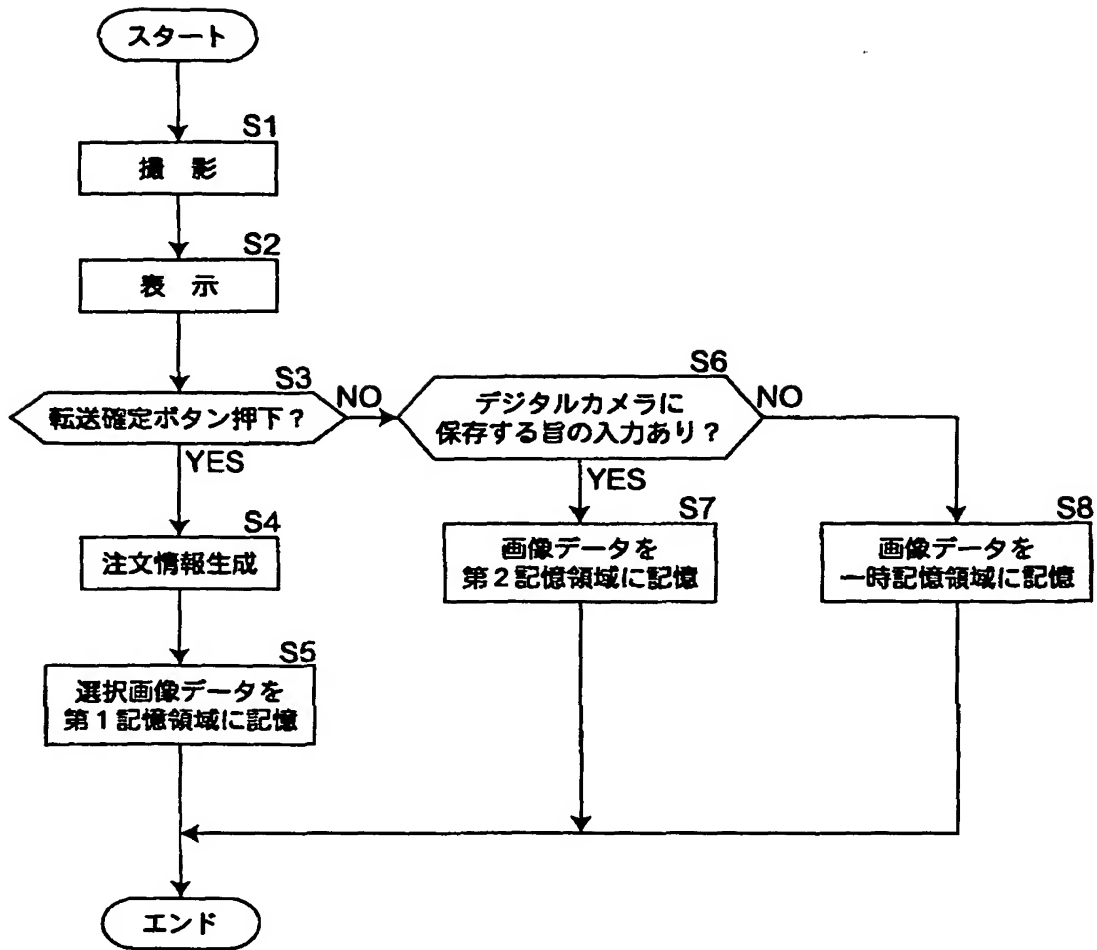 スタート
S1
撮 影
S2
表 示
S3
転送確定ボタン押下？
NO
YES
S6
デジタルカメラに
保存する旨の入力あり？
NO
YES
S4
注文情報生成
S7
画像データを
第2記憶領域に記憶
S8
画像データを
一時記憶領域に記憶
S5
選択画像データを
第1記憶領域に記憶
エンド